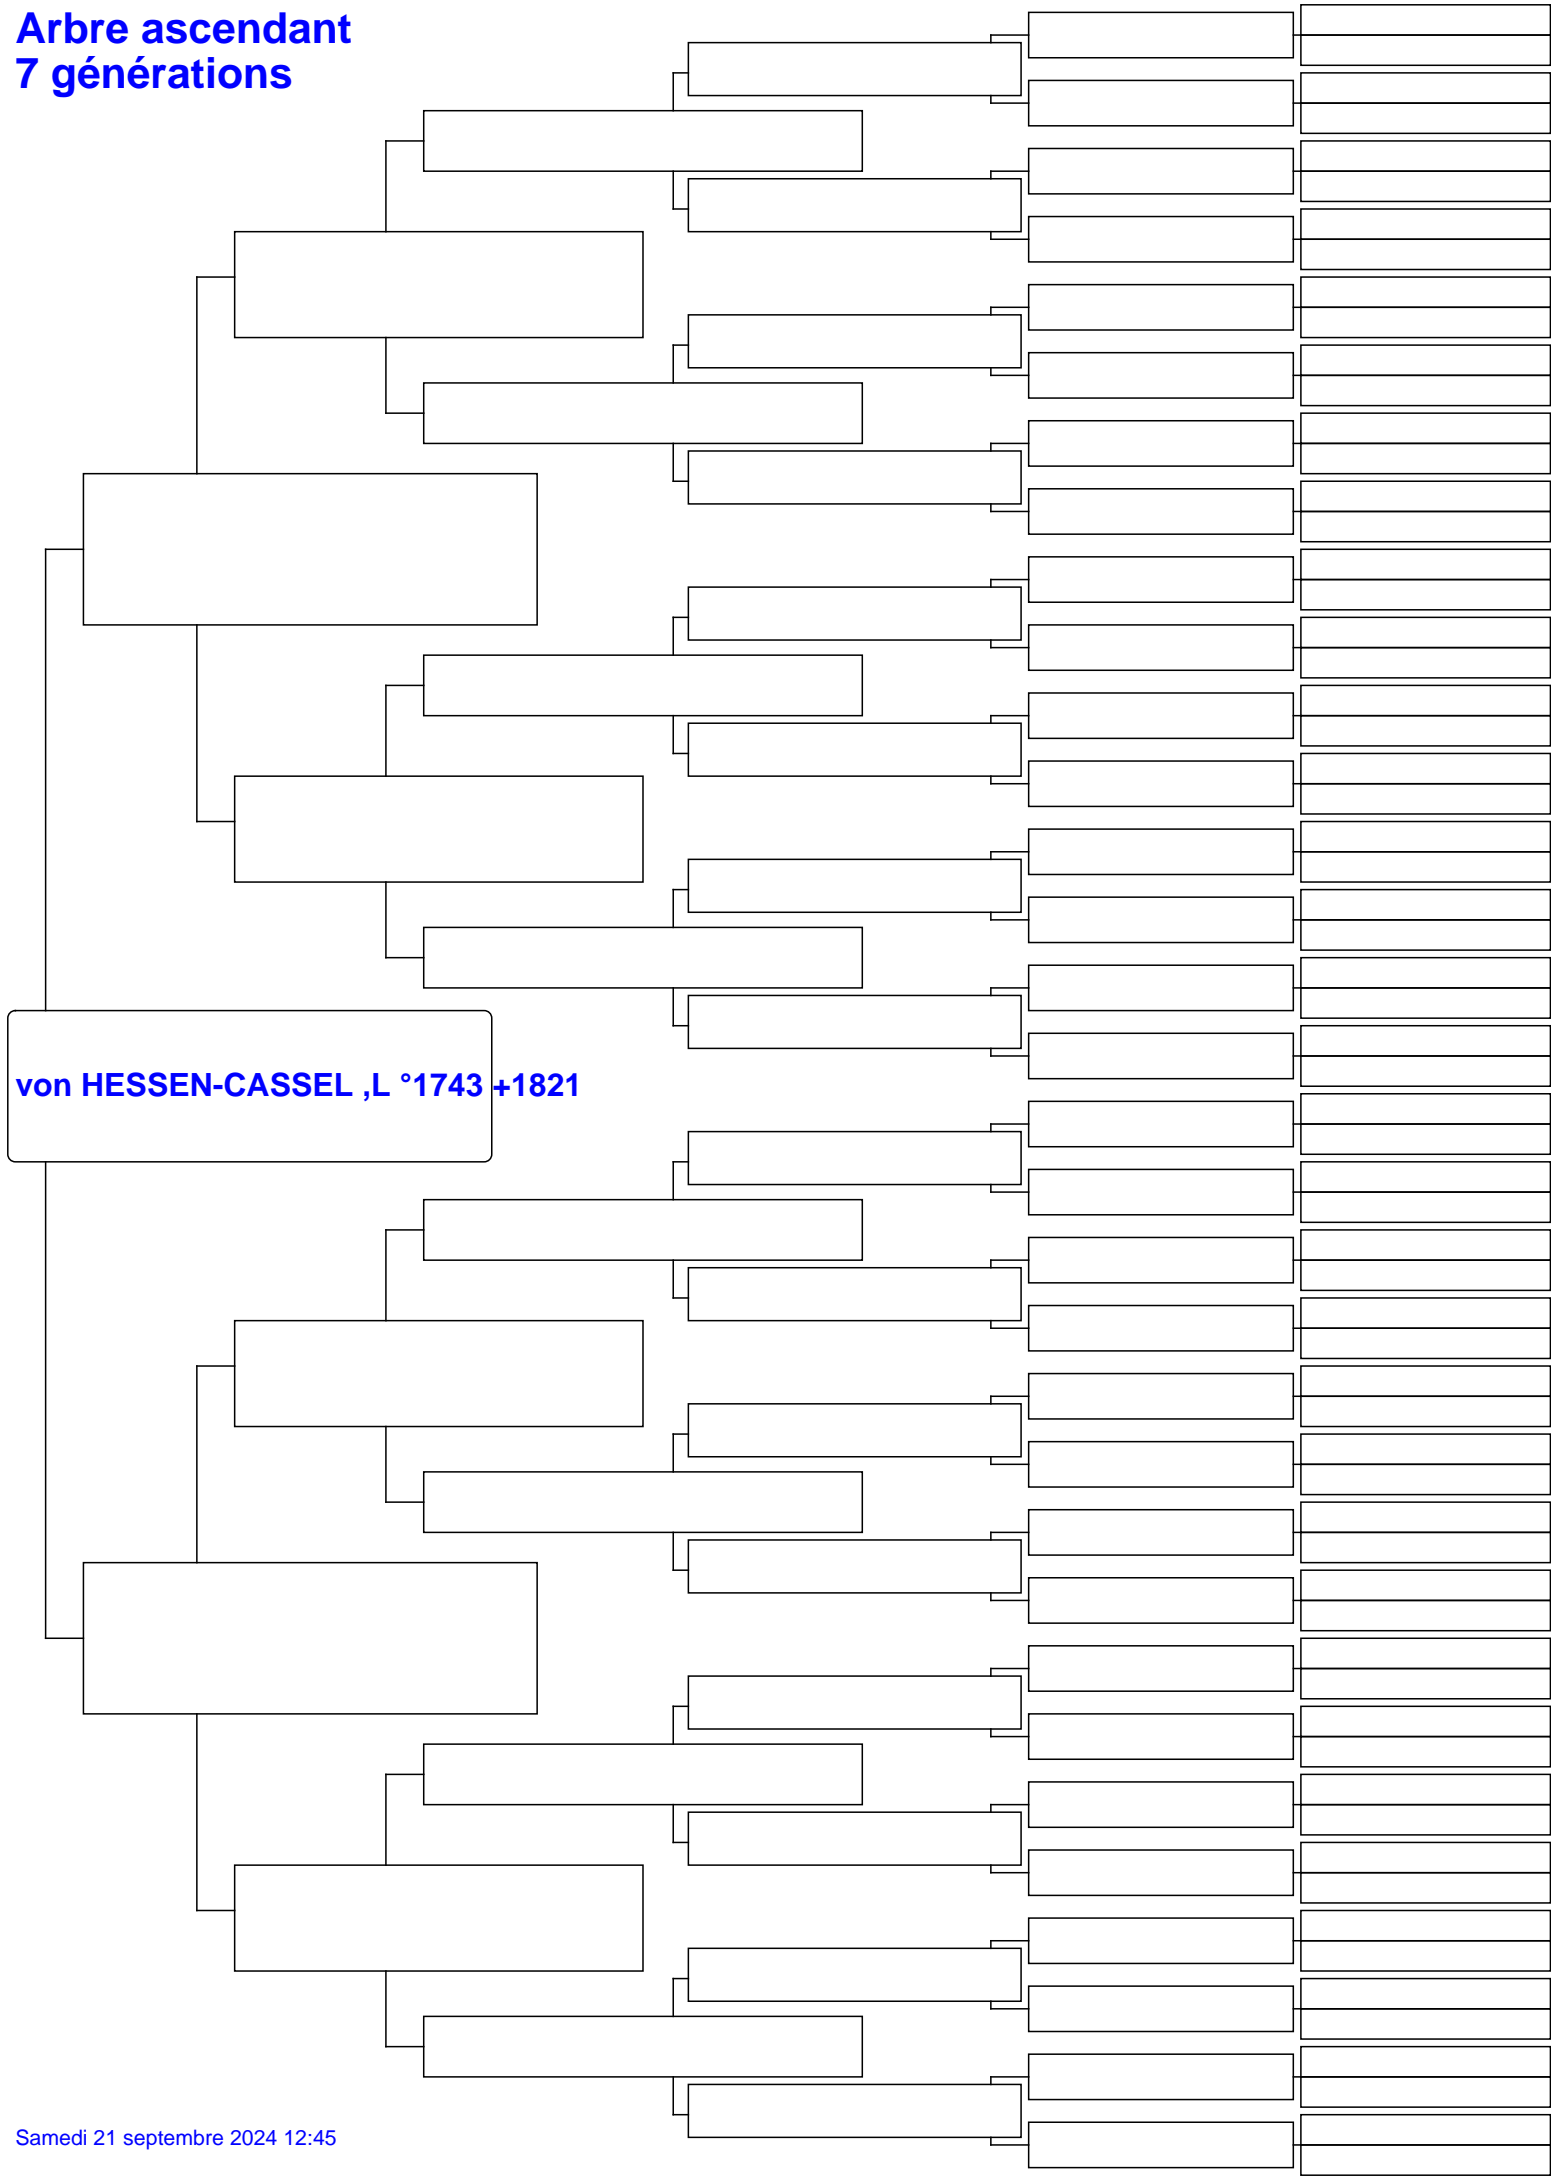 Arbre ascendant
7 générations
von HESSEN-CASSEL ,L °1743 +1821
Samedi 21 septembre 2024 12:45